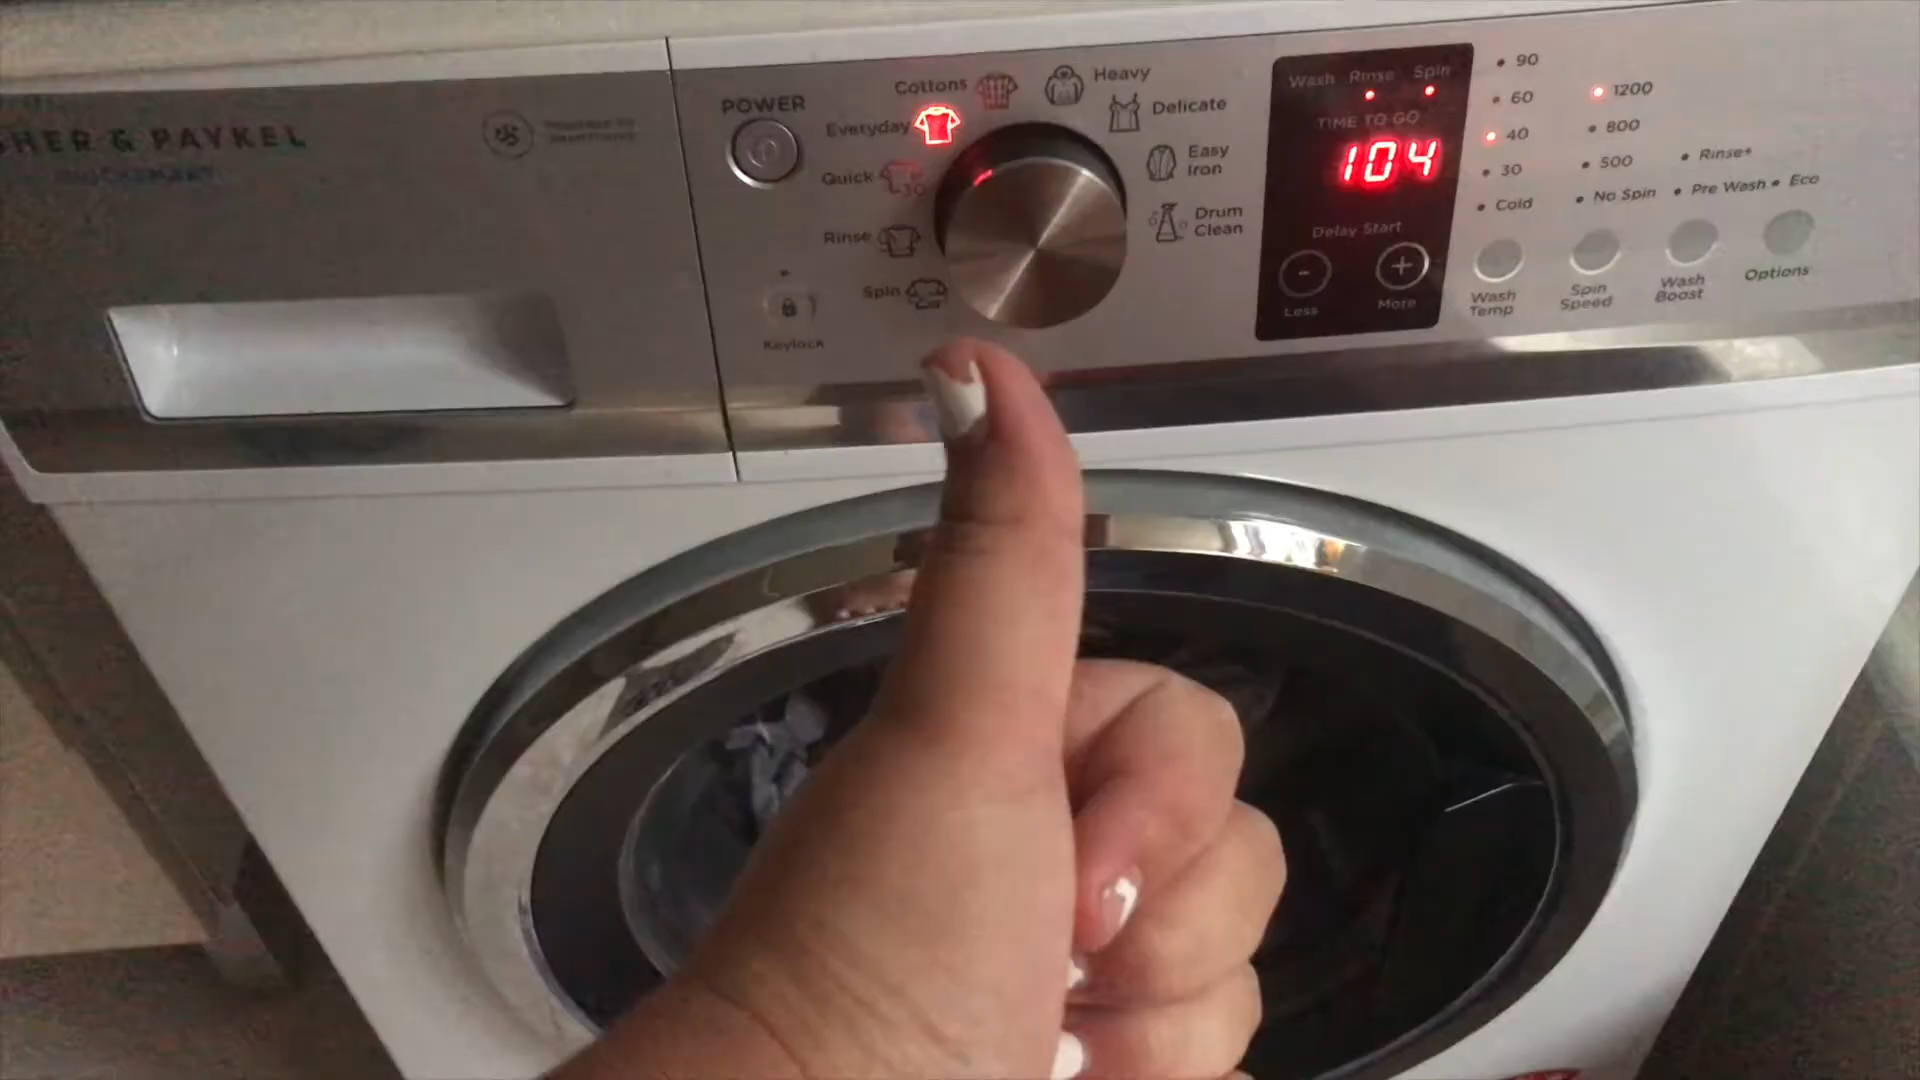 SHER & PAYKEL
POWER
Cottons
Everyday
Quick
30
Rinse
Spin
Keylock
Heavy
Delicate
Easy
Iron
Drum
Clean
Wash Rinse Spin
TIME TO GO
104
Delay Start
- +
Less More
90
60
40
30
Cold
1200
800
500
No Spin
Rinse+
Pre Wash
Eco
Wash
Temp
Spin
Speed
Wash
Boost
Options